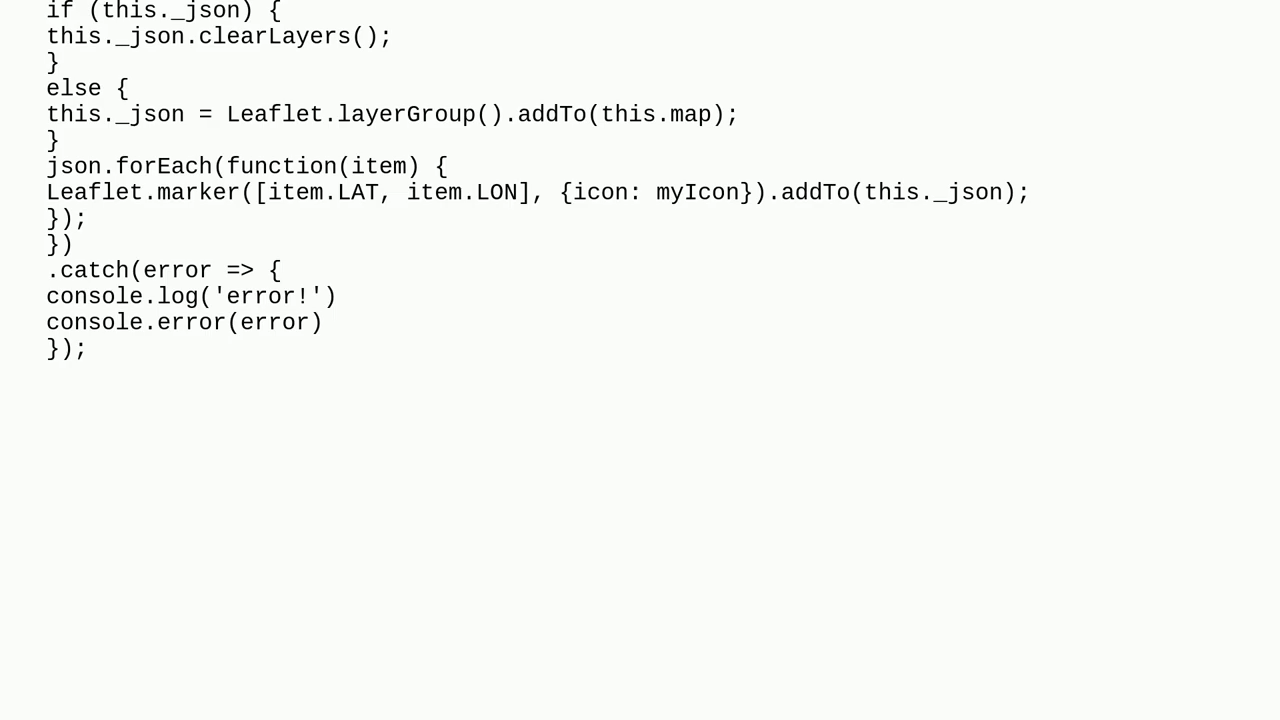 if (this._json) {
this._json.clearLayers();
}
else {
this._json = Leaflet.layerGroup().addTo(this.map);
}
json.forEach(function(item) {
Leaflet.marker([item.LAT, item.LON], {icon: myIcon}).addTo(this._json);
});
})
.catch(error => {
console.log('error!')
console.error(error)
});